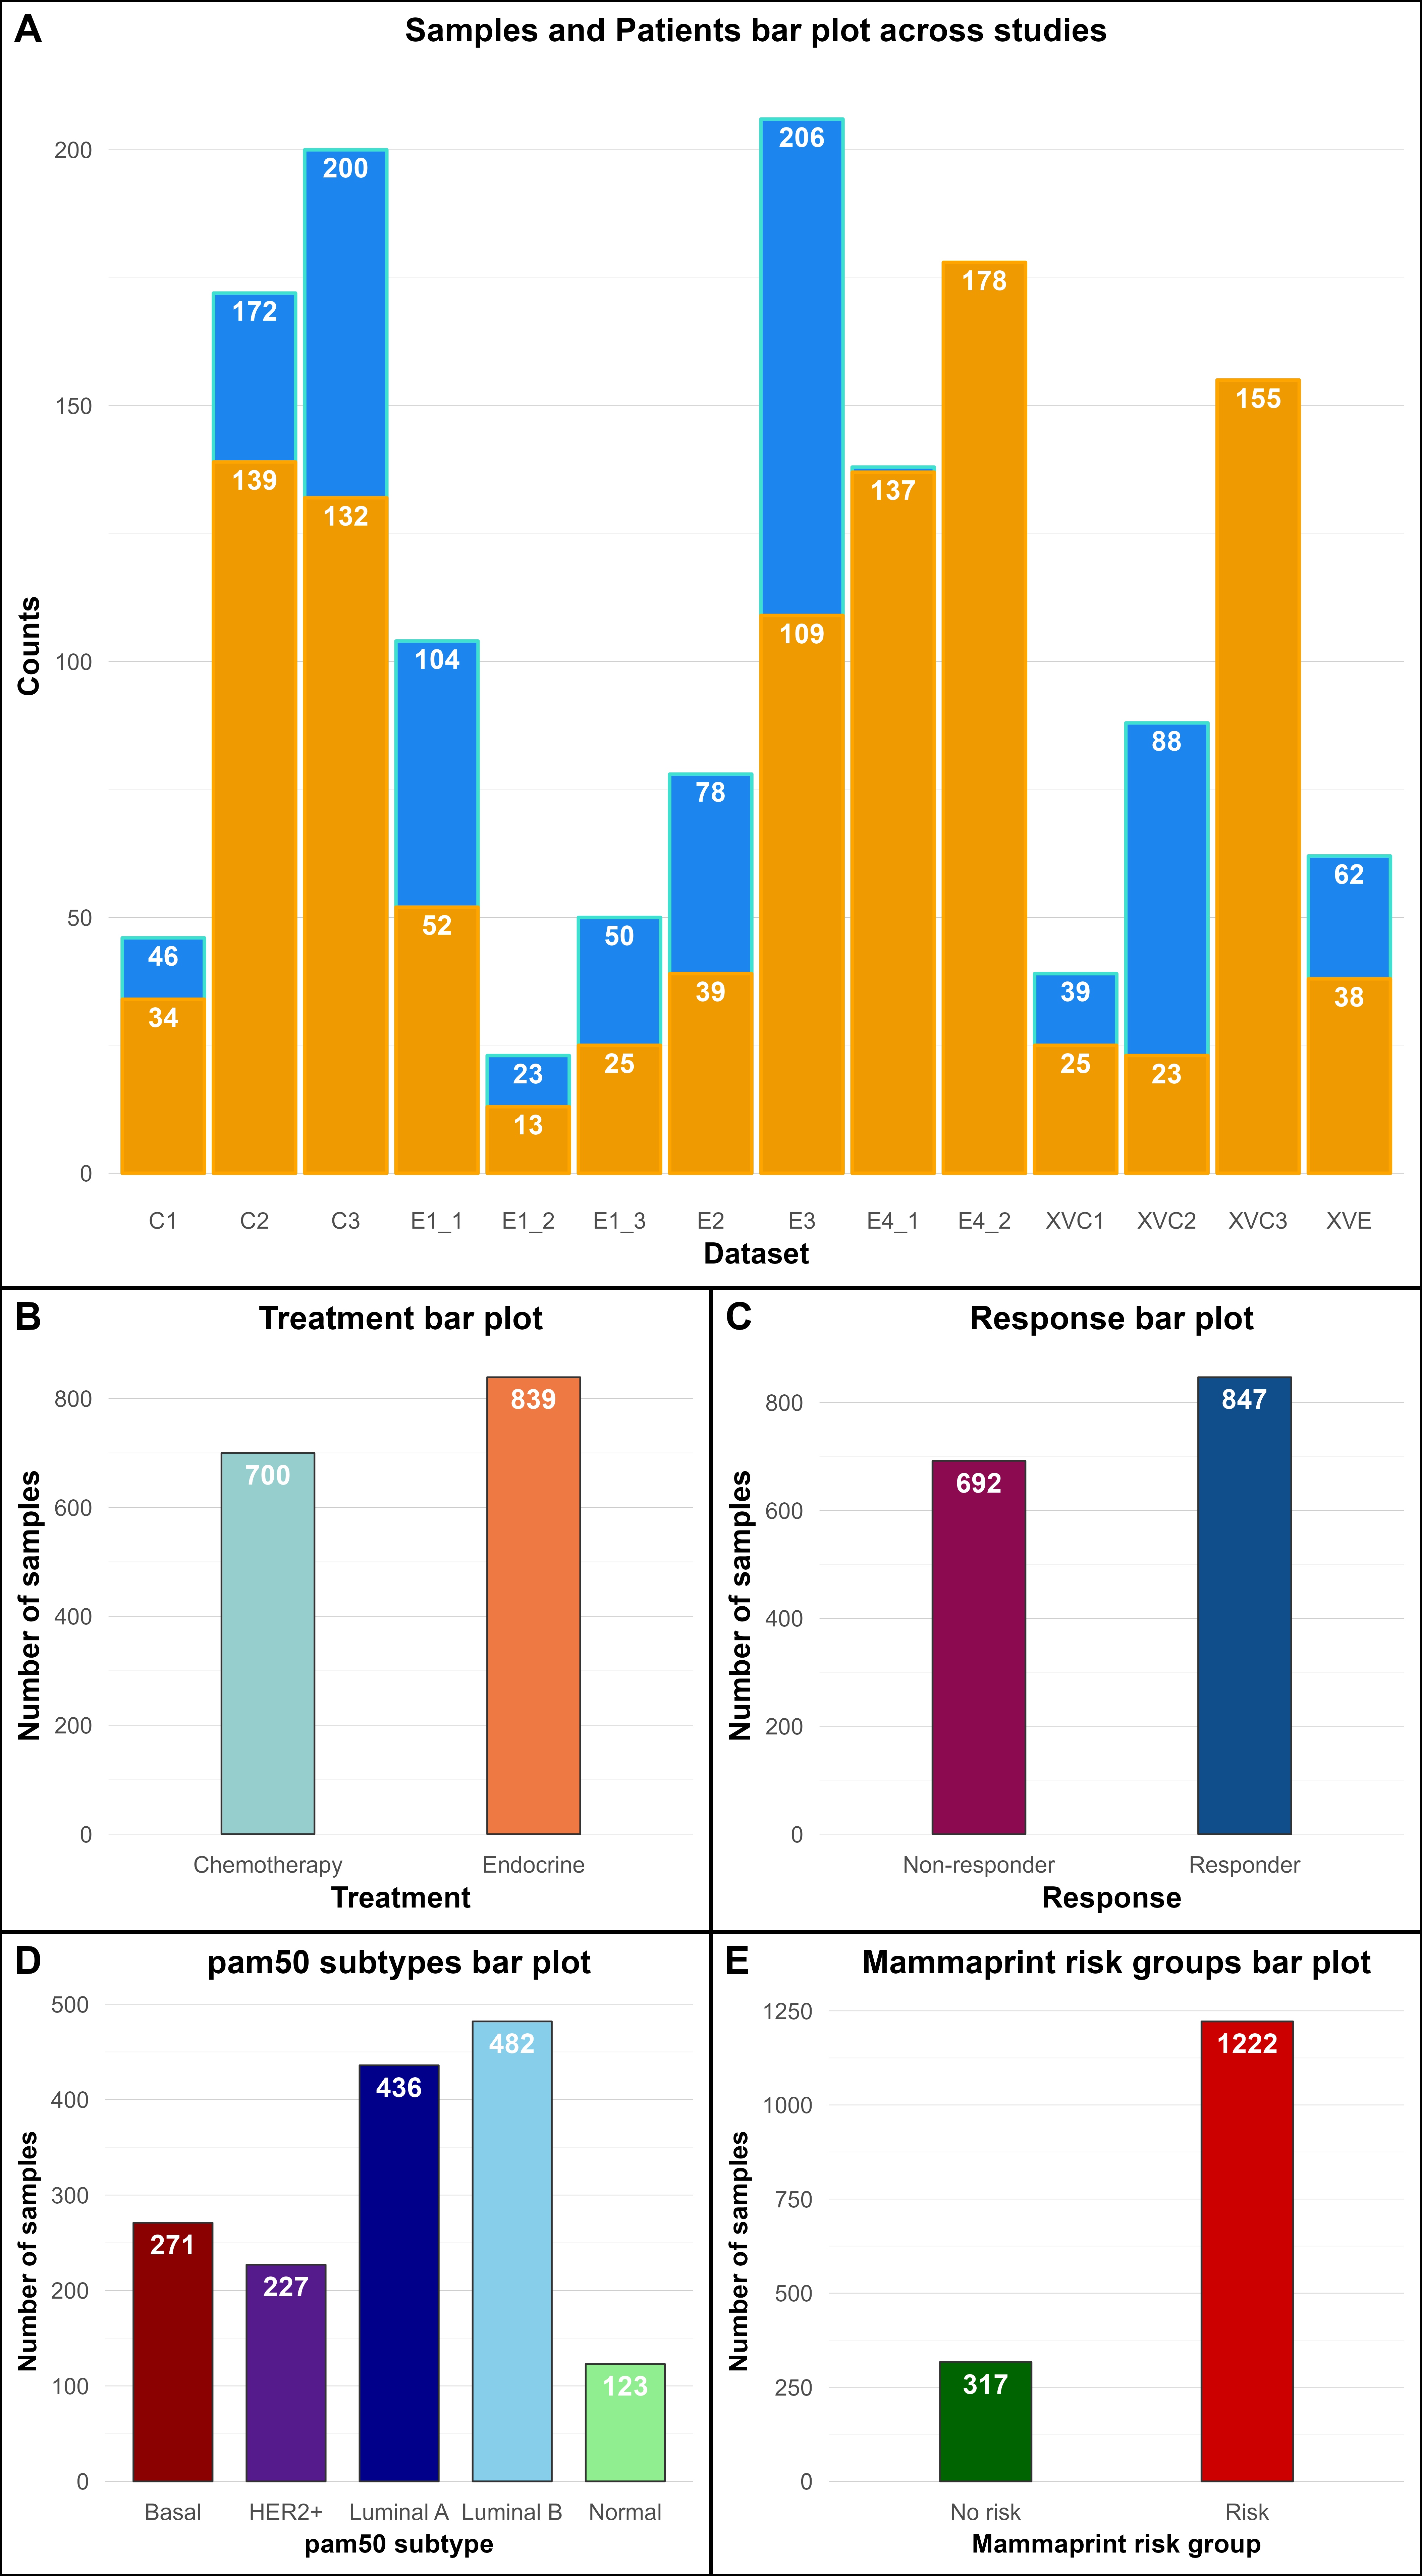 A
Samples and Patients bar plot across studies
Counts
200
150
100
50
0
46
34
172
139
200
132
104
52
23
13
50
25
78
39
206
109
137
178
39
25
88
23
155
62
38
C1 C2 C3 E1_1 E1_2 E1_3 E2 E3 E4_1 E4_2 XVC1 XVC2 XVC3 XVE
Dataset
B
Treatment bar plot
Number of samples
800
600
400
200
0
700
839
Chemotherapy Endocrine
Treatment
C
Response bar plot
Number of samples
800
600
400
200
0
692
847
Non-responder Responder
Response
D
pam50 subtypes bar plot
Number of samples
500
400
300
200
100
0
271
227
436
482
123
Basal HER2+ Luminal A Luminal B Normal
pam50 subtype
E
Mammaprint risk groups bar plot
Number of samples
1250
1000
750
500
250
0
317
1222
No risk Risk
Mammaprint risk group